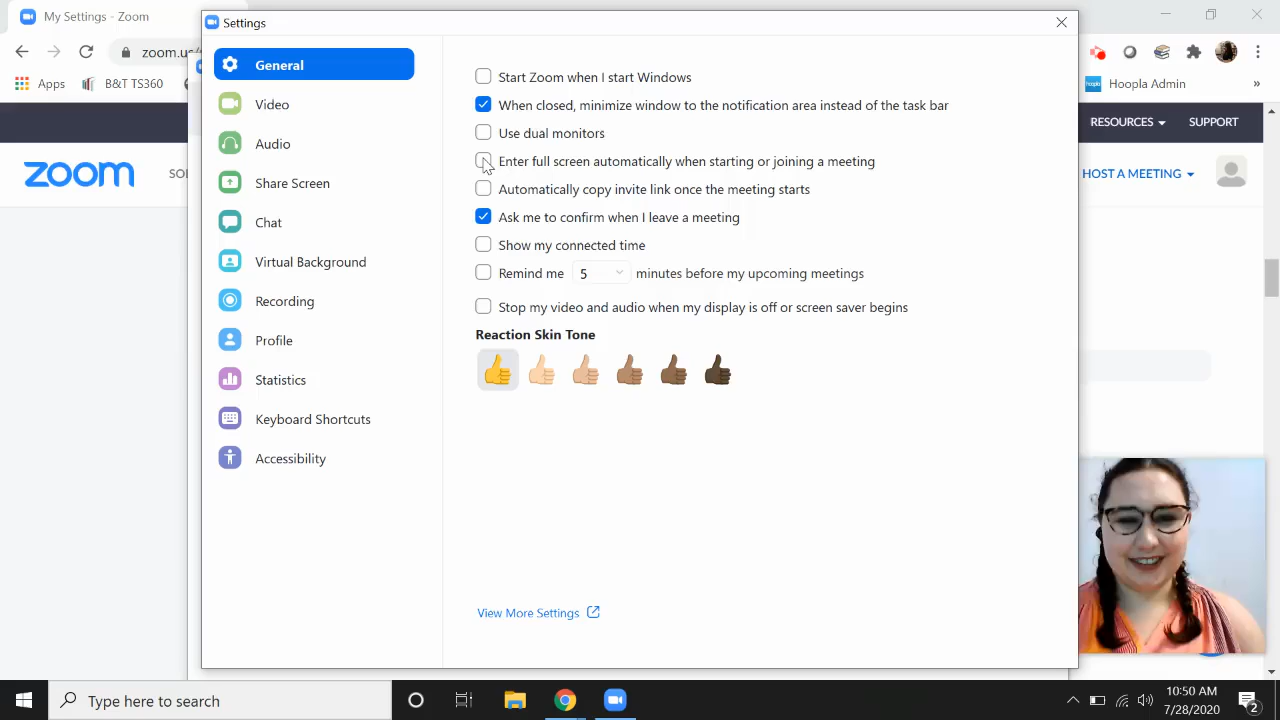 My Settings - Zoom
Settings
zoom.us/
Apps
B&T TS360
Hoopla Admin
»
RESOURCES
SUPPORT
zoom
SO
HOST A MEETING
General
Video
Audio
Share Screen
Chat
Virtual Background
Recording
Profile
Statistics
Keyboard Shortcuts
Accessibility
Start Zoom when I start Windows
When closed, minimize window to the notification area instead of the task bar
Use dual monitors
Enter full screen automatically when starting or joining a meeting
Automatically copy invite link once the meeting starts
Ask me to confirm when I leave a meeting
Show my connected time
Remind me 5 minutes before my upcoming meetings
Stop my video and audio when my display is off or screen saver begins
Reaction Skin Tone
View More Settings
Type here to search
10:50 AM
7/28/2020
2